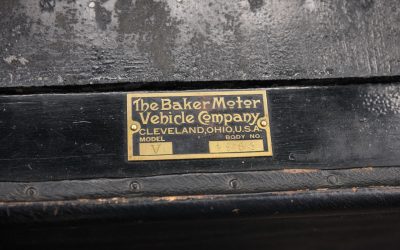 The Baker Motor
Vehicle Company
CLEVELAND, OHIO, U.S.A.
MODEL BODY NO.
V